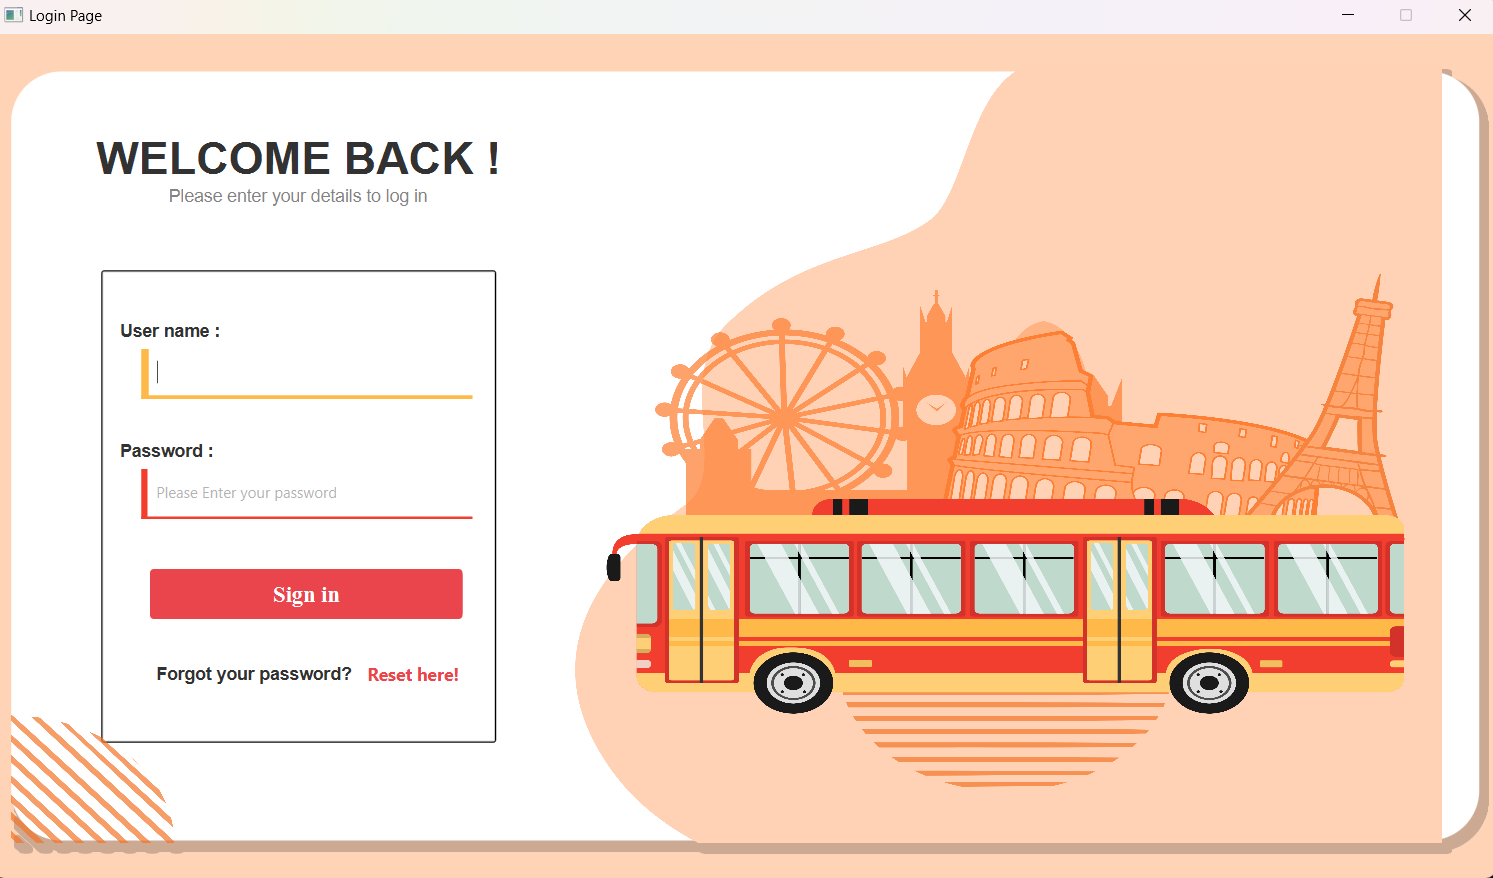 Login Page
WELCOME BACK !
Please enter your details to log in
User name :
Password :
Please Enter your password
Sign in
Forgot your password? Reset here!